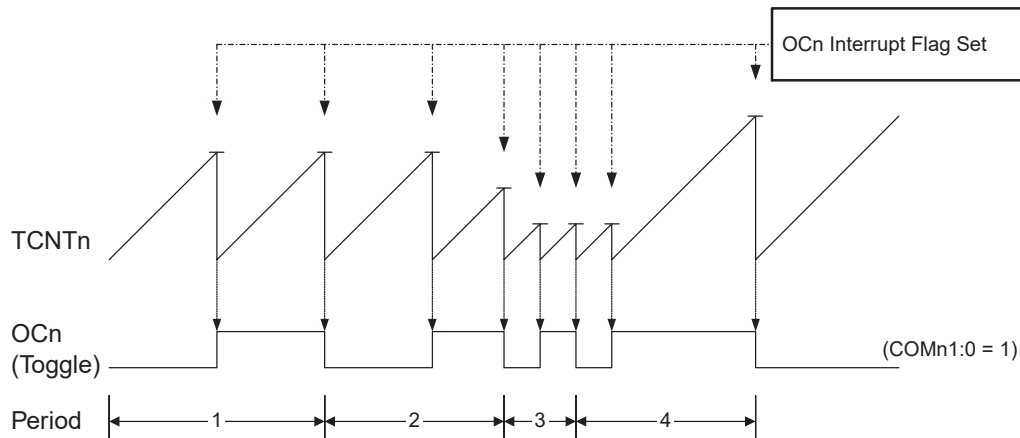 OCn Interrupt Flag Set
TCNTn
OCn
(Toggle)
(COMn1:0 = 1)
Period
1
2
3
4